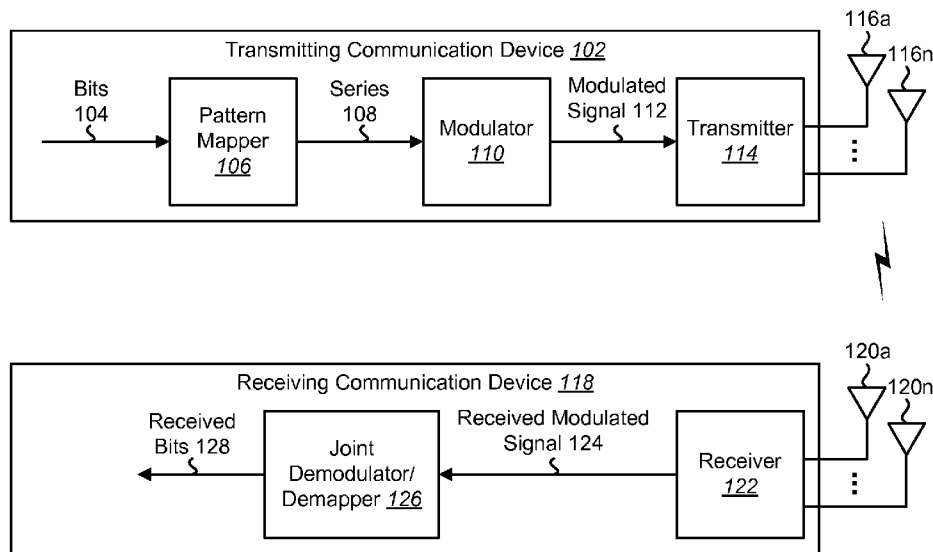 116a
116n
Transmitting Communication Device 102
Bits
104
Pattern
Mapper
106
Series
108
Modulator
110
Modulated
Signal 112
Transmitter
114
120a
120n
Receiving Communication Device 118
Received
Bits 128
Joint
Demodulator/
Demapper 126
Received Modulated
Signal 124
Receiver
122